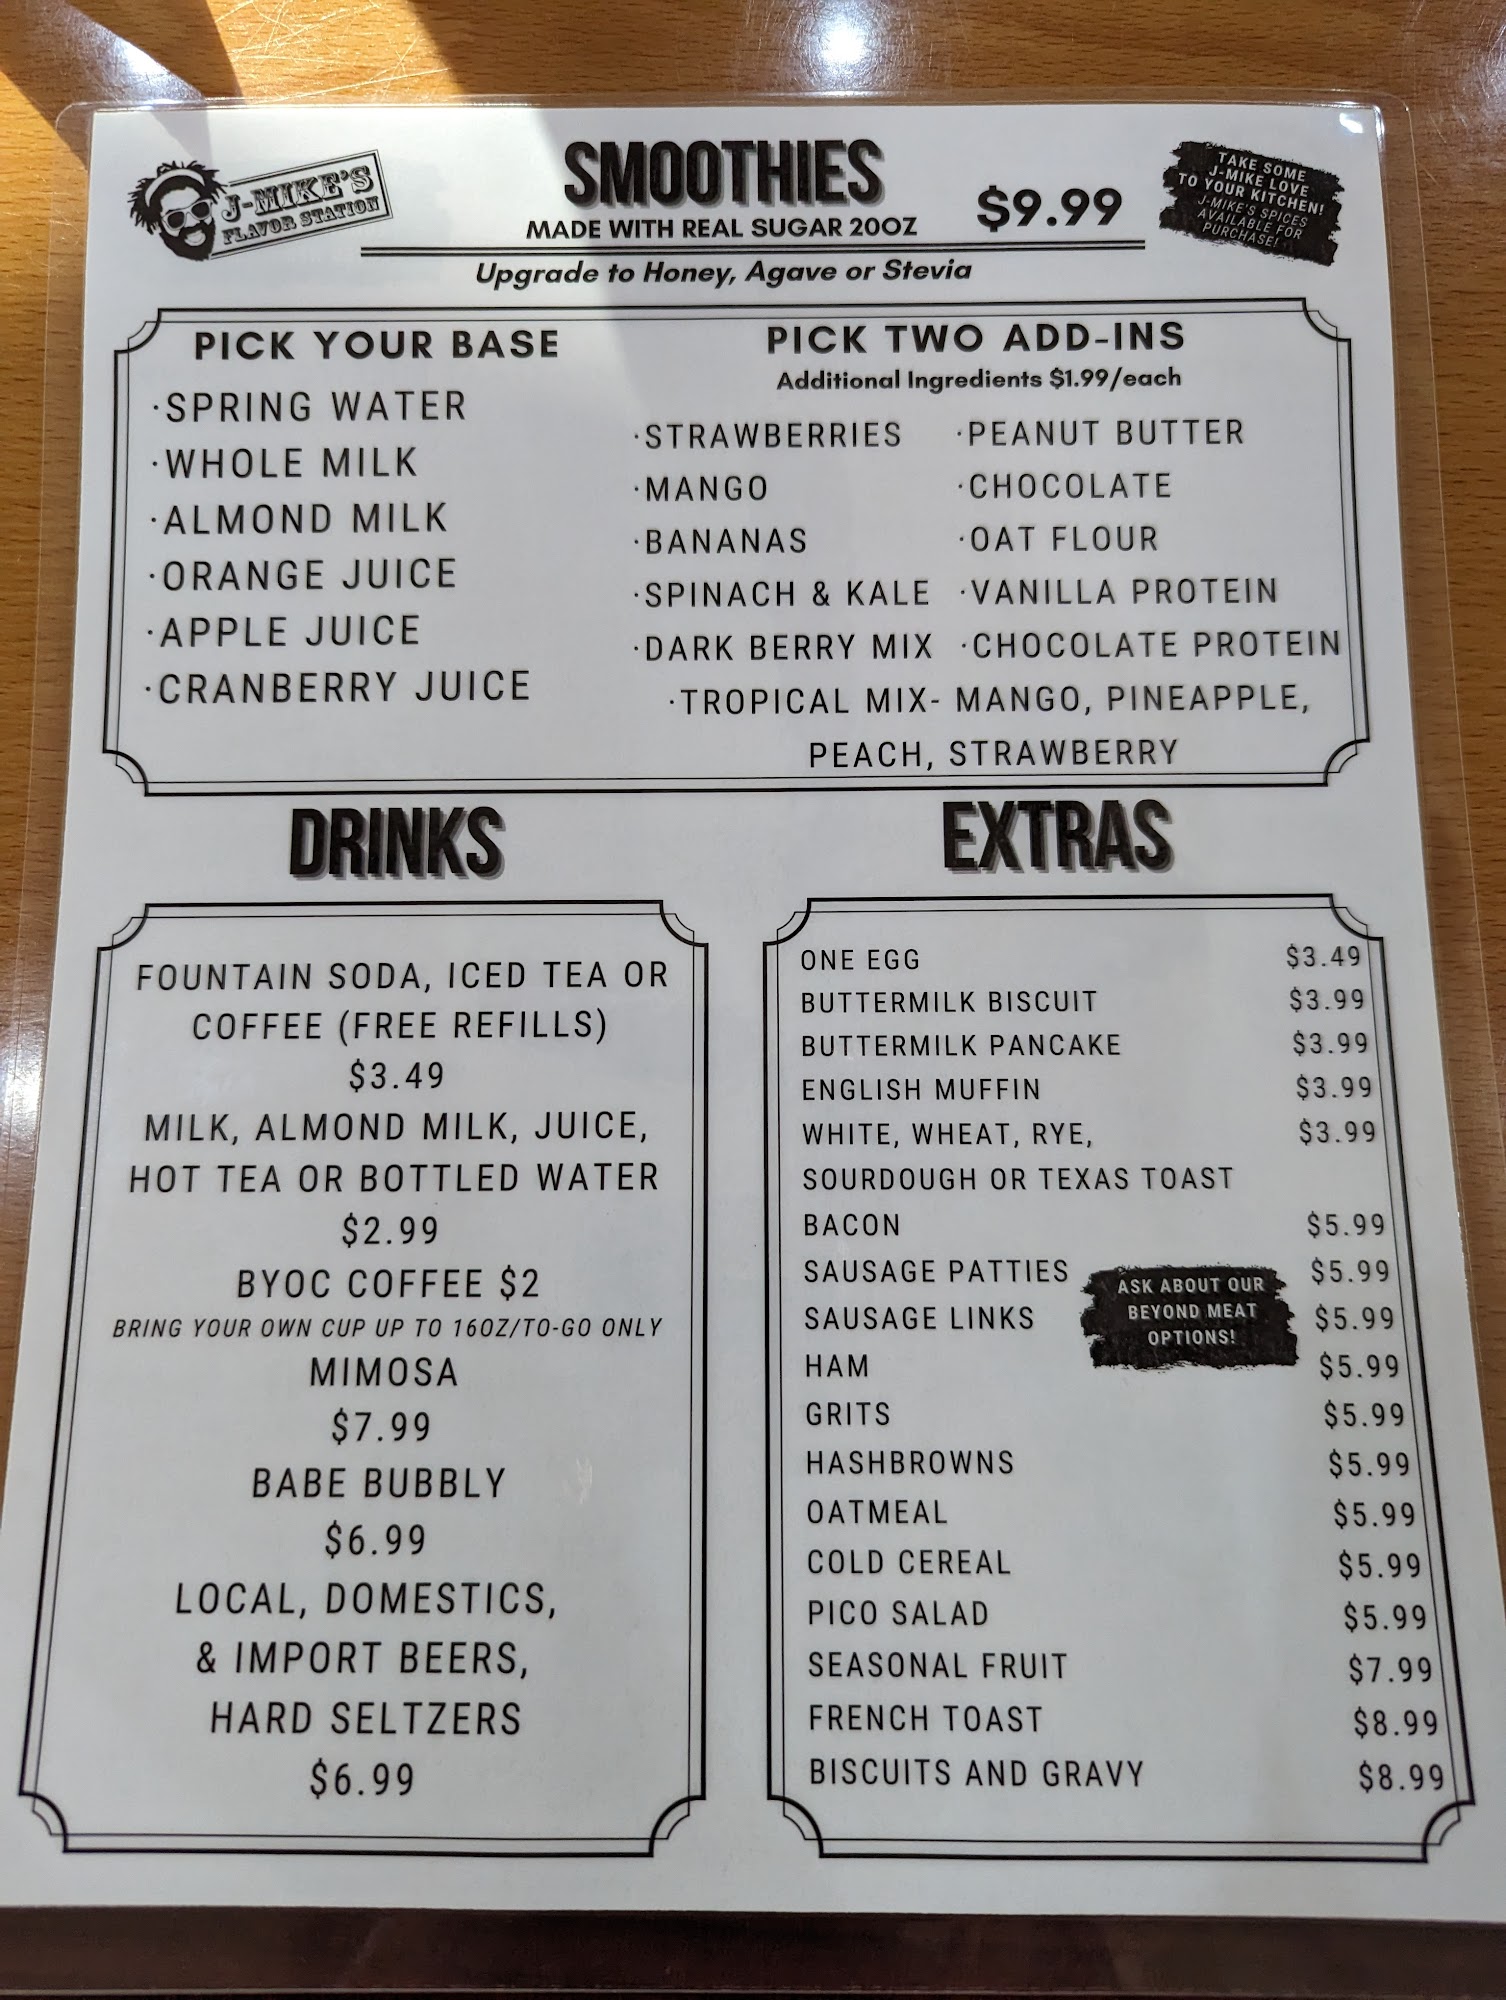 J-MIKE'S
FLAVOR STATION
SMOOTHIES
MADE WITH REAL SUGAR 20OZ
$9.99
Upgrade to Honey, Agave or Stevia
TAKE SOME
J-MIKE LOVE
TO YOUR KITCHEN!
J-MIKE'S SPICES
AVAILABLE FOR
PURCHASE!
PICK YOUR BASE
·SPRING WATER
·WHOLE MILK
·ALMOND MILK
·ORANGE JUICE
·APPLE JUICE
·CRANBERRY JUICE
PICK TWO ADD-INS
Additional Ingredients $1.99/each
·STRAWBERRIES
·MANGO
·BANANAS
·SPINACH & KALE
·DARK BERRY MIX
·PEANUT BUTTER
·CHOCOLATE
·OAT FLOUR
·VANILLA PROTEIN
·CHOCOLATE PROTEIN
·TROPICAL MIX- MANGO, PINEAPPLE,
PEACH, STRAWBERRY
DRINKS
FOUNTAIN SODA, ICED TEA OR
COFFEE (FREE REFILLS)
$3.49
MILK, ALMOND MILK, JUICE,
HOT TEA OR BOTTLED WATER
$2.99
BYOC COFFEE $2
BRING YOUR OWN CUP UP TO 16OZ/TO-GO ONLY
MIMOSA
$7.99
BABE BUBBLY
$6.99
LOCAL, DOMESTICS,
& IMPORT BEERS,
HARD SELTZERS
$6.99
EXTRAS
ONE EGG $3.49
BUTTERMILK BISCUIT $3.99
BUTTERMILK PANCAKE $3.99
ENGLISH MUFFIN $3.99
WHITE, WHEAT, RYE, $3.99
SOURDOUGH OR TEXAS TOAST
BACON $5.99
SAUSAGE PATTIES $5.99
SAUSAGE LINKS $5.99
HAM $5.99
GRITS $5.99
HASHBROWNS $5.99
OATMEAL $5.99
COLD CEREAL $5.99
PICO SALAD $5.99
SEASONAL FRUIT $7.99
FRENCH TOAST $8.99
BISCUITS AND GRAVY $8.99
ASK ABOUT OUR
BEYOND MEAT
OPTIONS!